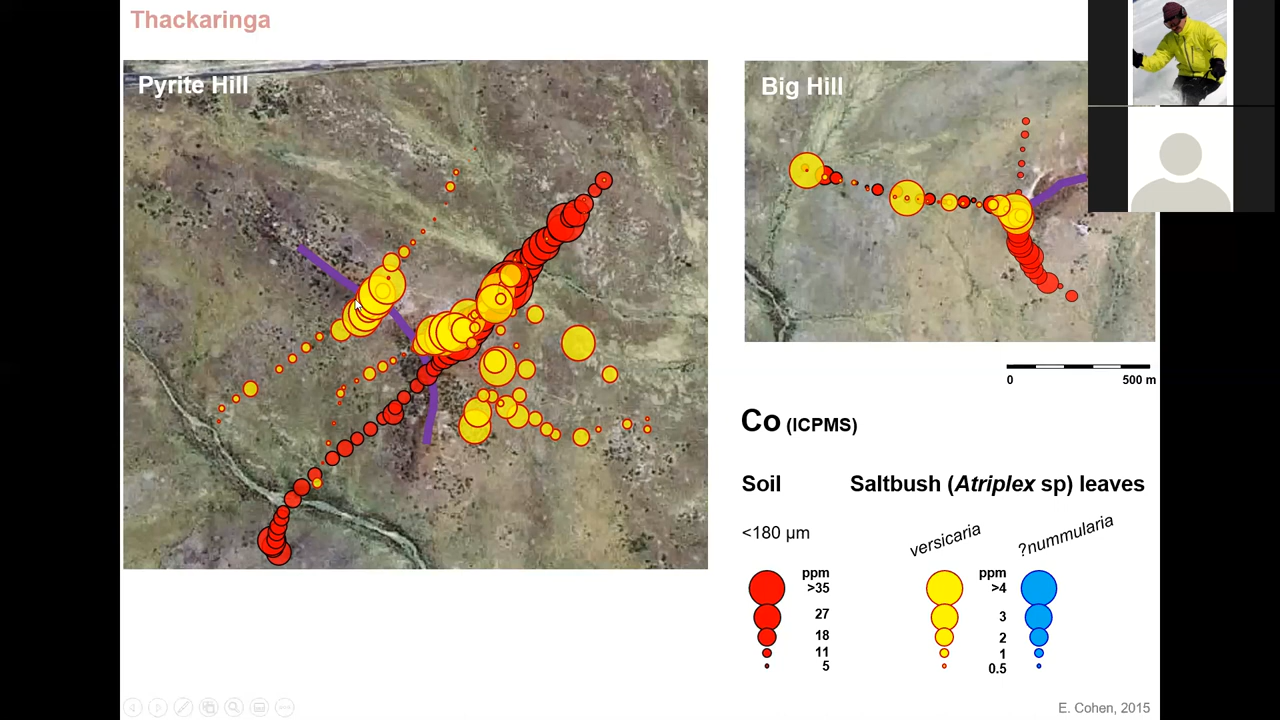 Thackaringa
Pyrite Hill
Big Hill
0 500 m
Co (ICPMS)
Soil
Saltbush (Atriplex sp) leaves
<180 µm
versicaria
?nummularia
ppm
>35
27
18
11
5
ppm
>4
3
2
1
0.5
E. Cohen, 2015